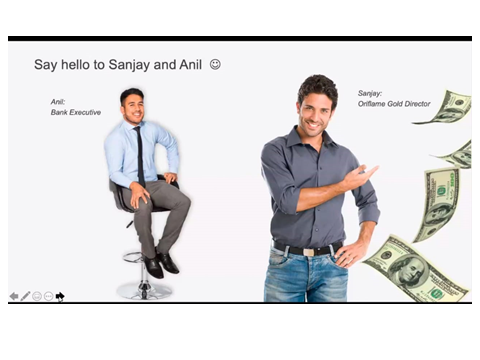 Say hello to Sanjay and Anil ☺
Anil:
Bank Executive
Sanjay:
Oriflame Gold Director